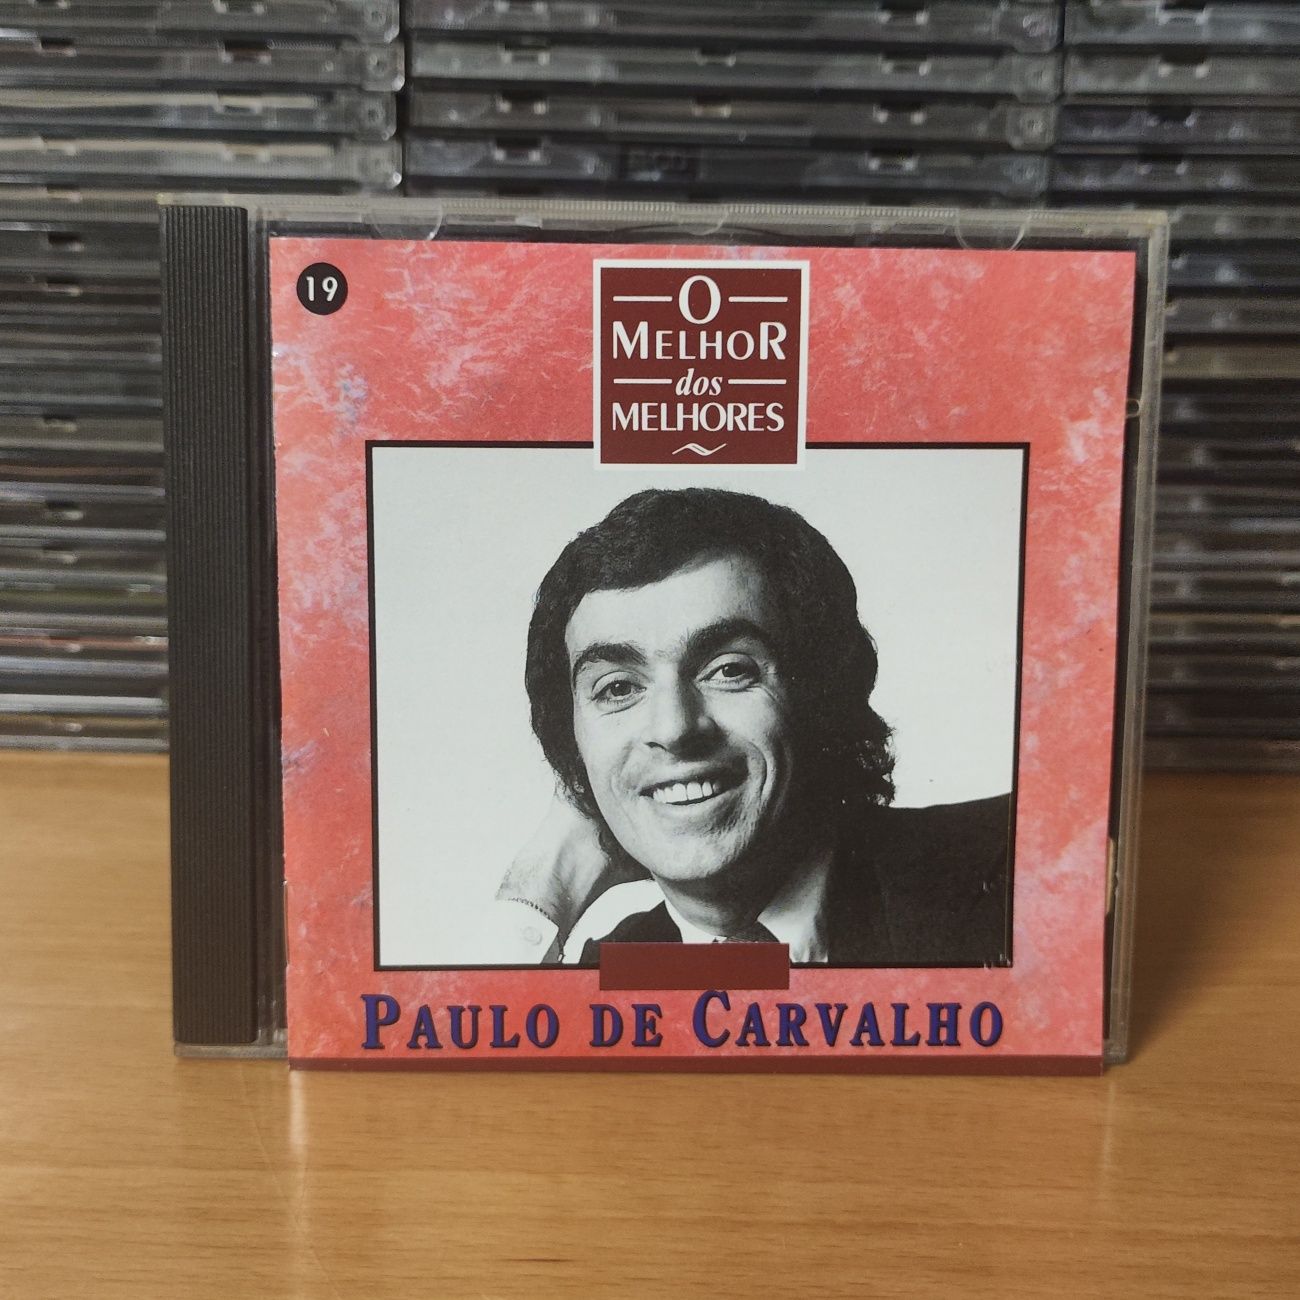 19
O
MELHOR
dos
MELHORES
PAULO DE CARVALHO